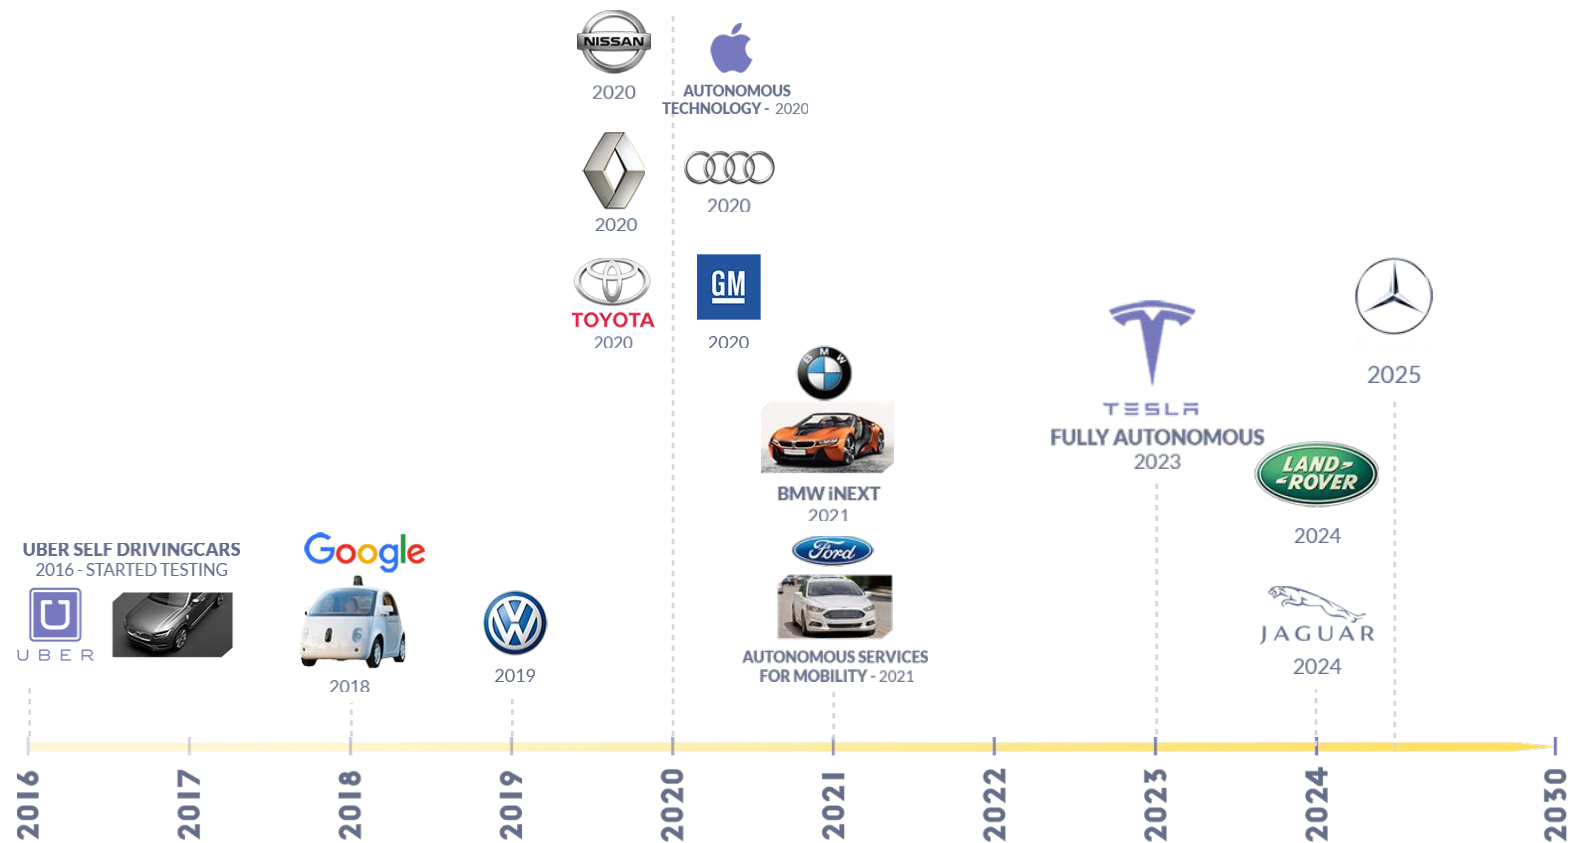 NISSAN
2020
AUTONOMOUS
TECHNOLOGY - 2020
2020
2020
TOYOTA
2020
GM
2020
BMW
BMW iNEXT
2021
Ford
AUTONOMOUS SERVICES
FOR MOBILITY - 2021
UBER SELF DRIVINGCARS
2016 - STARTED TESTING
U
UBER
Google
2018
VW
2019
TESLA
FULLY AUTONOMOUS
2023
2025
LAND-
-ROVER
2024
JAGUAR
2024
2016
2017
2018
2019
2020
2021
2022
2023
2024
2030